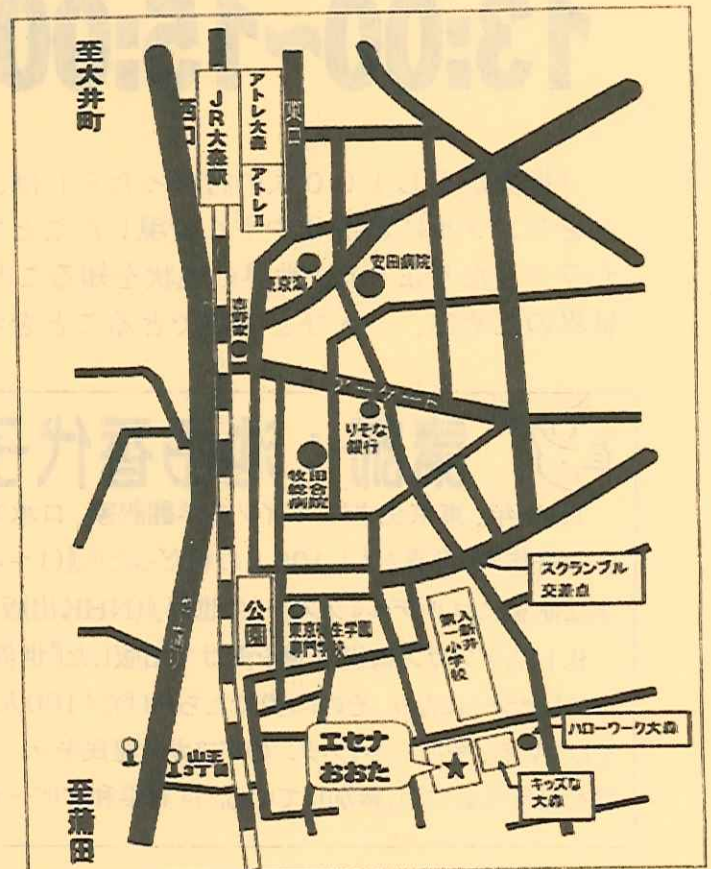 至大井町
西口
JR大森駅
アトレ大森
アトレⅡ
東口
安田病院
アーケード
りそな
銀行
牧田
総合
病院
スクランブル
交差点
公園
東京衛生学園
専門学校
入新井
第一小学校
エセナ
おおた
ハローワーク大森
キッズな
大森
山王
3丁目
至蒲田